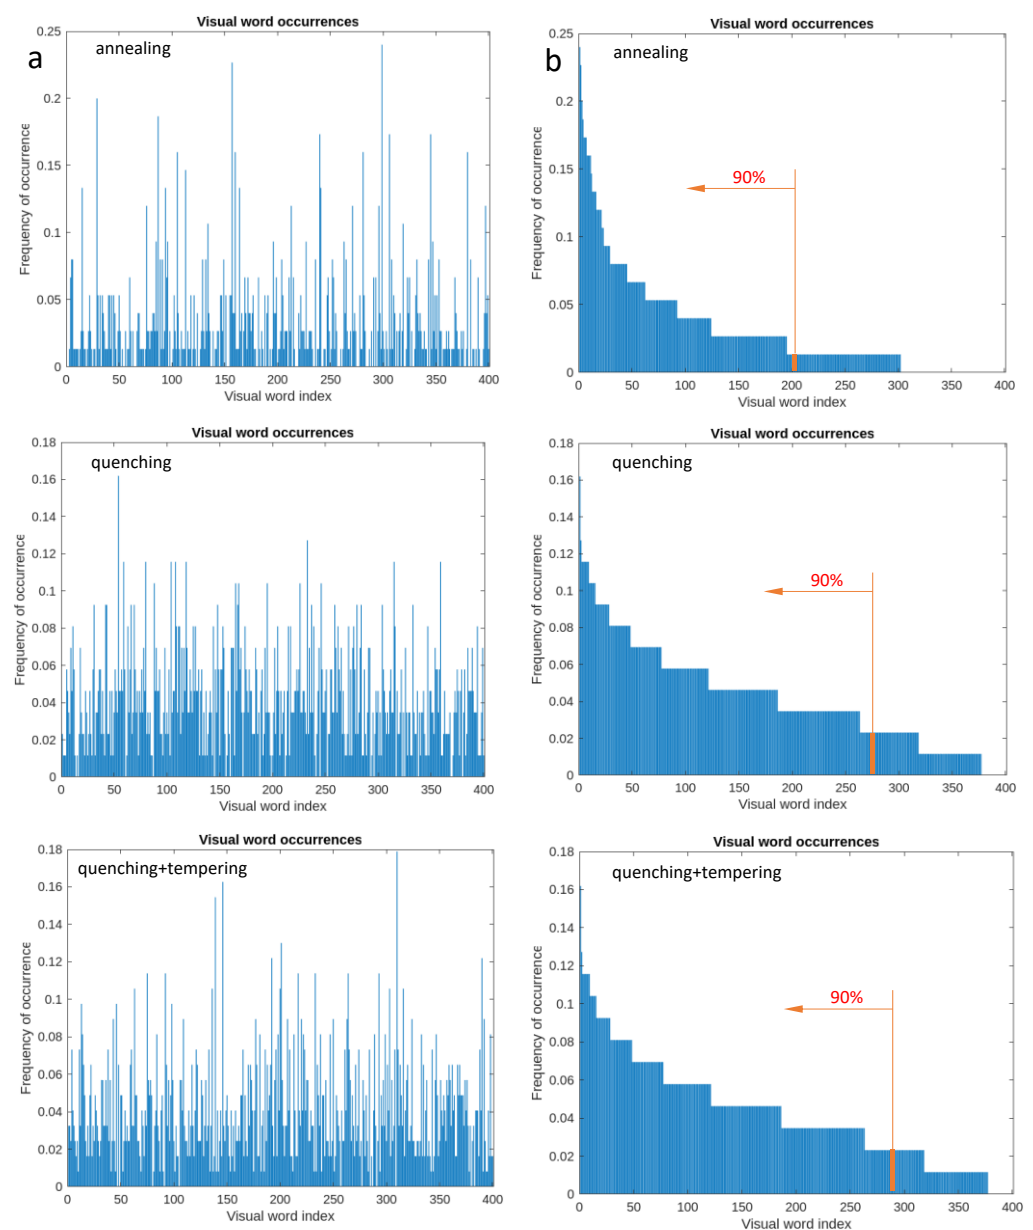 Visual word occurrences
a
annealing
Frequency of occurrence
0.25
0.2
0.15
0.1
0.05
0
0 50 100 150 200 250 300 350 400
Visual word index
Visual word occurrences
b
annealing
Frequency of occurrence
0.25
0.2
0.15
0.1
0.05
0
90%
0 50 100 150 200 250 300 350 400
Visual word index
Visual word occurrences
quenching
Frequency of occurrence
0.18
0.16
0.14
0.12
0.1
0.08
0.06
0.04
0.02
0
0 50 100 150 200 250 300 350 400
Visual word index
Visual word occurrences
quenching
Frequency of occurrence
0.18
0.16
0.14
0.12
0.1
0.08
0.06
0.04
0.02
0
90%
0 50 100 150 200 250 300 350 400
Visual word index
Visual word occurrences
quenching+tempering
Frequency of occurrence
0.18
0.16
0.14
0.12
0.1
0.08
0.06
0.04
0.02
0
0 50 100 150 200 250 300 350 400
Visual word index
Visual word occurrences
quenching+tempering
Frequency of occurrence
0.18
0.16
0.14
0.12
0.1
0.08
0.06
0.04
0.02
0
90%
0 50 100 150 200 250 300 350 400
Visual word index